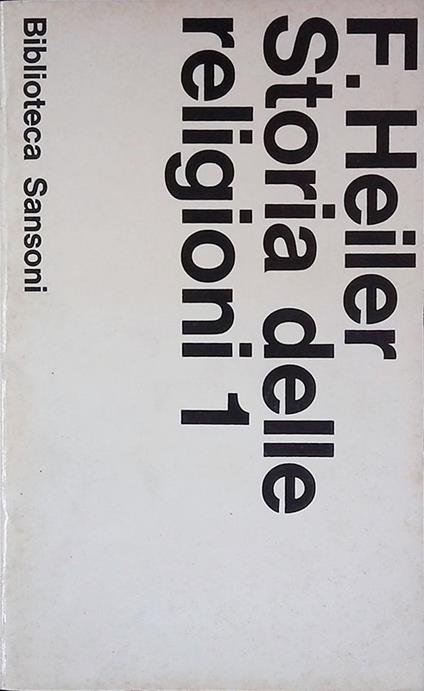 F. Heiler
Storia delle
religioni 1
Biblioteca Sansoni